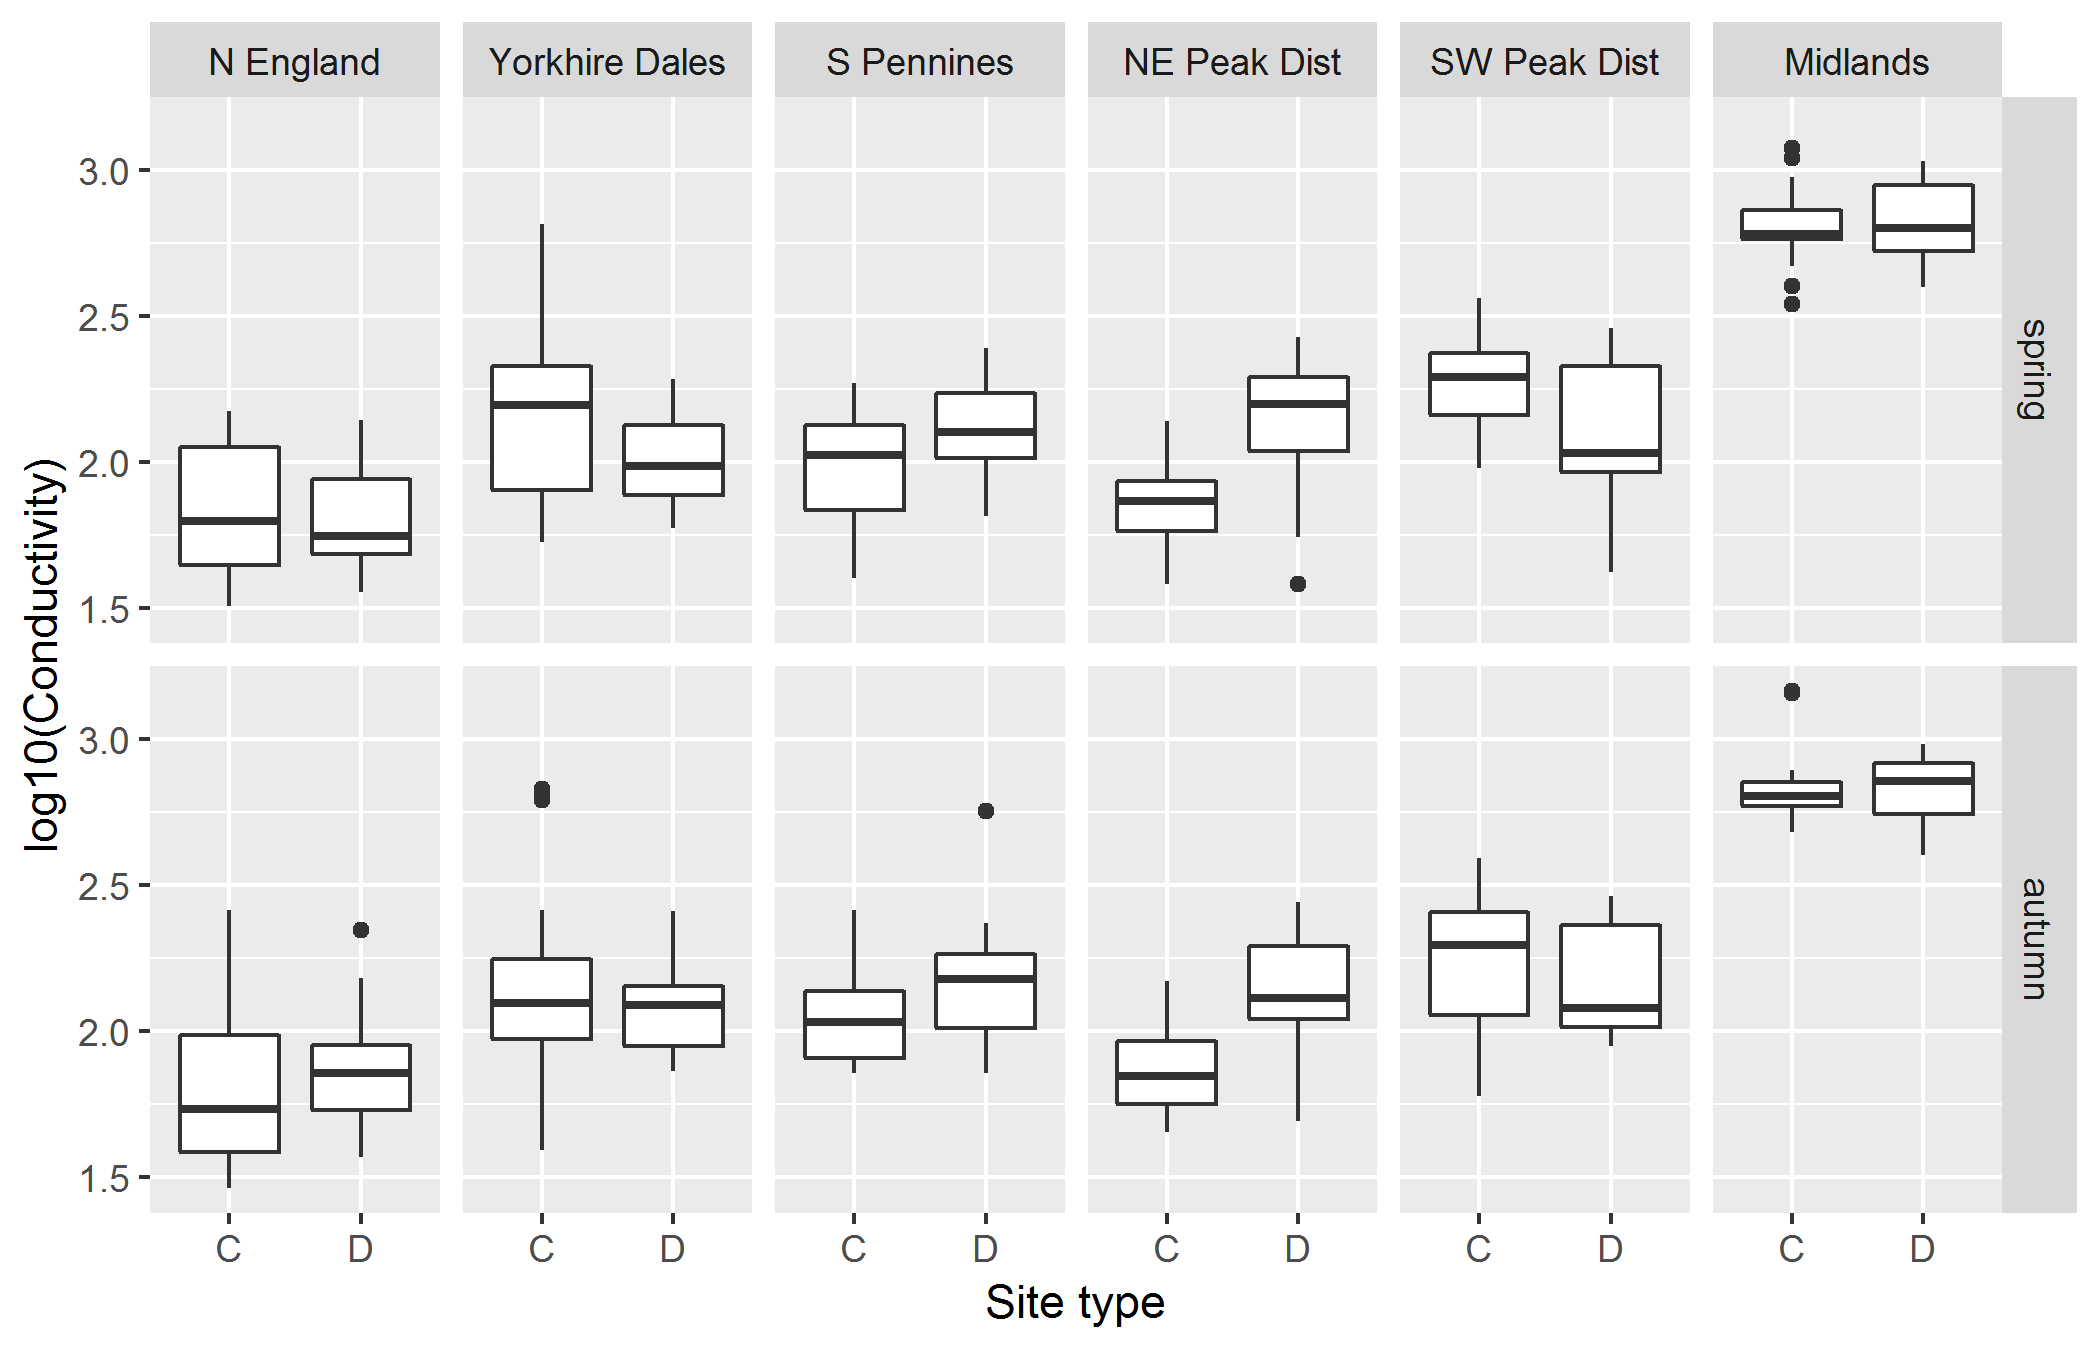 N England
Yorkhire Dales
S Pennines
NE Peak Dist
SW Peak Dist
Midlands
log10(Conductivity)
3.0
2.5
2.0
1.5
spring
3.0
2.5
2.0
1.5
autumn
C
D
C
D
C
D
C
D
C
D
C
D
Site type